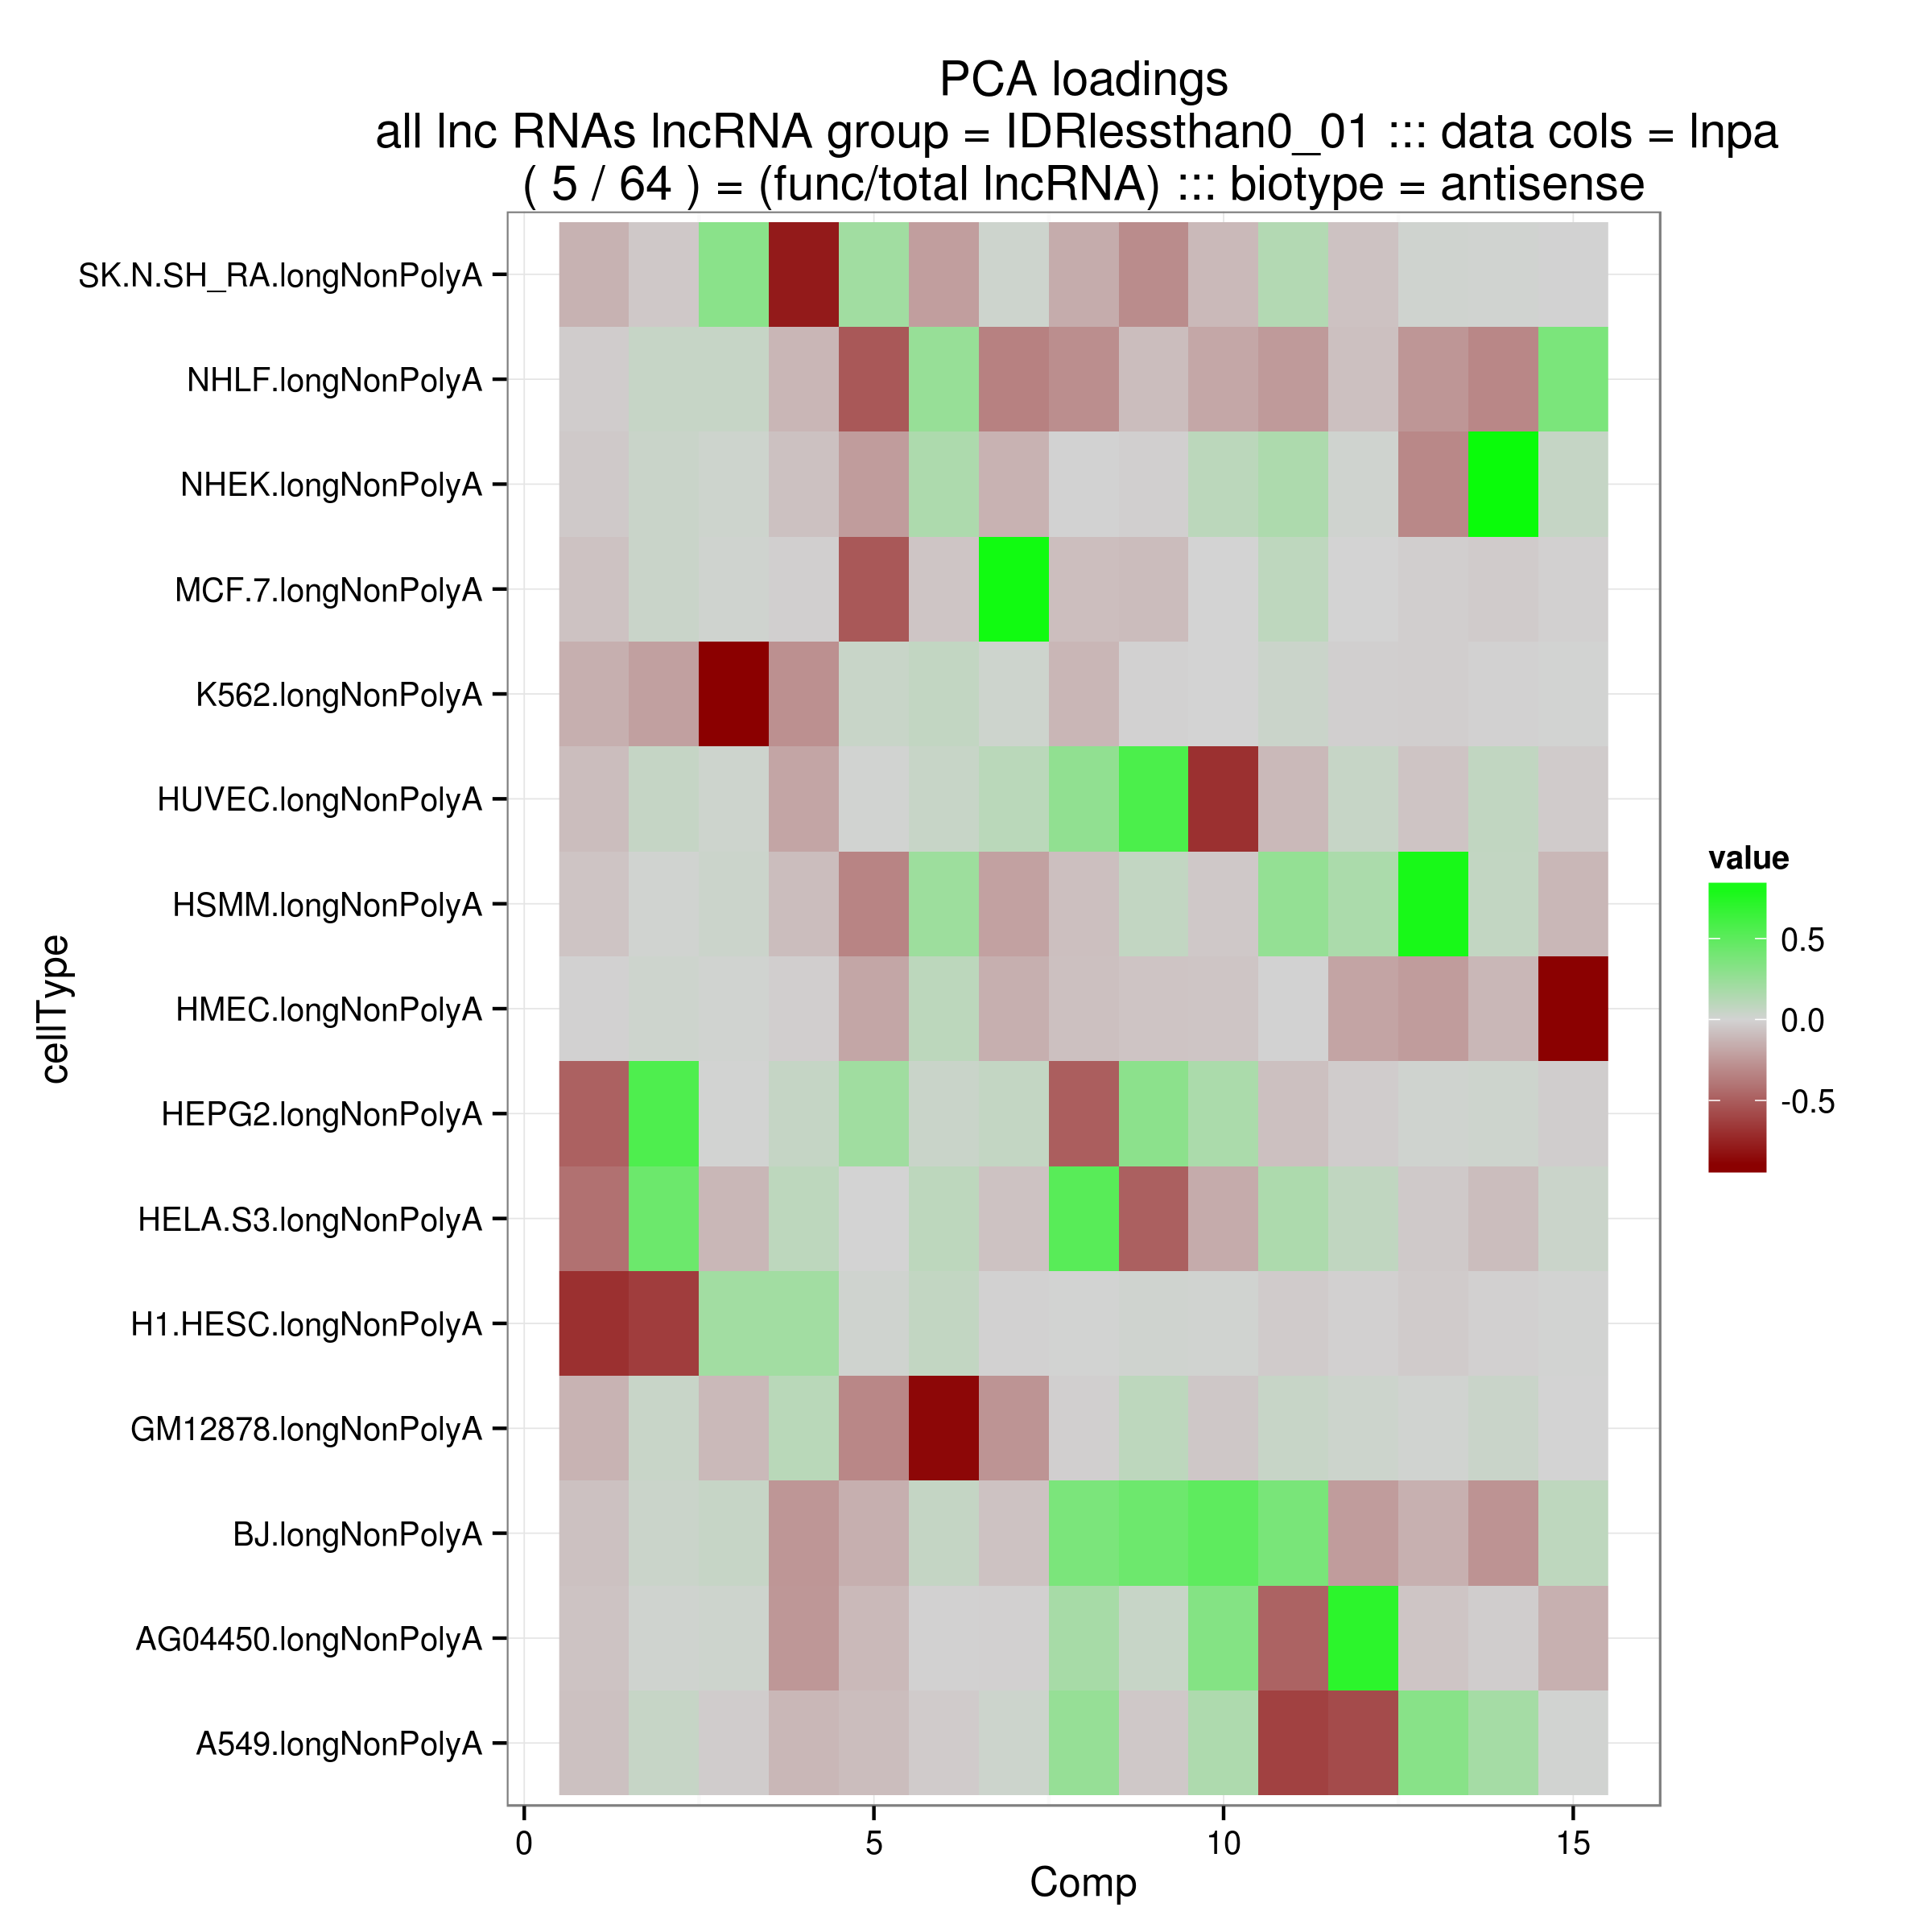 PCA loadings
all lnc RNAs lncRNA group = IDRlessthan0_01 ::: data cols = lnpa
( 5 / 64 ) = (func/total lncRNA) ::: biotype = antisense
cellType
SK.N.SH_RA.longNonPolyA
NHLF.longNonPolyA
NHEK.longNonPolyA
MCF.7.longNonPolyA
K562.longNonPolyA
HUVEC.longNonPolyA
HSMM.longNonPolyA
HMEC.longNonPolyA
HEPG2.longNonPolyA
HELA.S3.longNonPolyA
H1.HESC.longNonPolyA
GM12878.longNonPolyA
BJ.longNonPolyA
AG04450.longNonPolyA
A549.longNonPolyA
0 5 10 15
Comp
value
0.5
0.0
-0.5